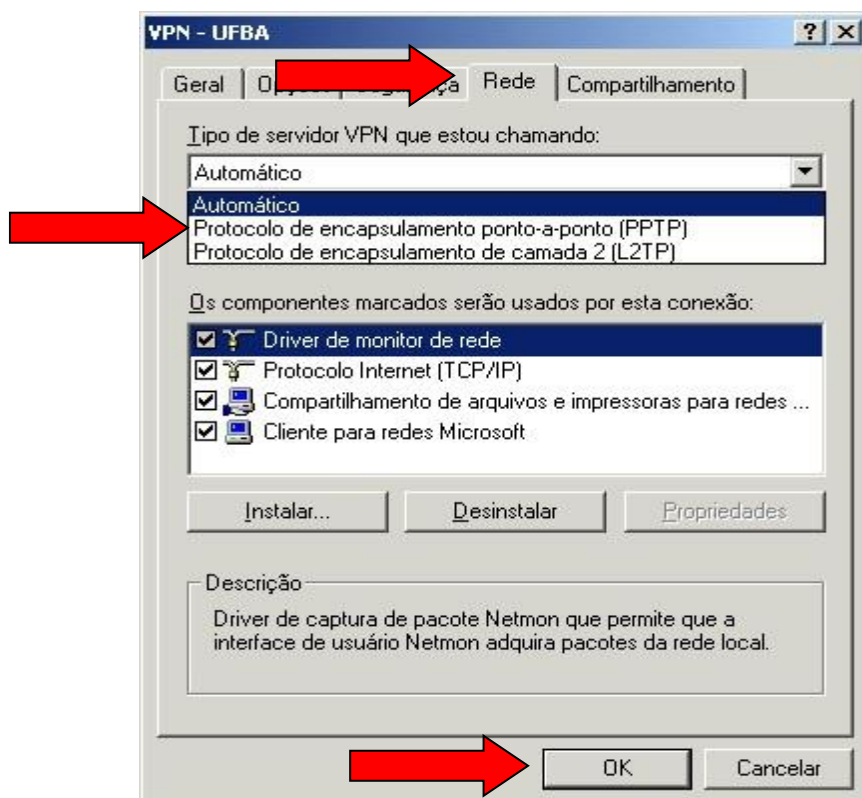 VPN - UFBA
Geral
Rede
Compartilhamento
Tipo de servidor VPN que estou chamando:
Automático
Automático
Protocolo de encapsulamento ponto-a-ponto (PPTP)
Protocolo de encapsulamento de camada 2 (L2TP)
Os componentes marcados serão usados por esta conexão:
Driver de monitor de rede
Protocolo Internet (TCP/IP)
Compartilhamento de arquivos e impressoras para redes ...
Cliente para redes Microsoft
Instalar... Desinstalar Propriedades
Descrição
Driver de captura de pacote Netmon que permite que a
interface de usuário Netmon adquira pacotes da rede local.
OK Cancelar